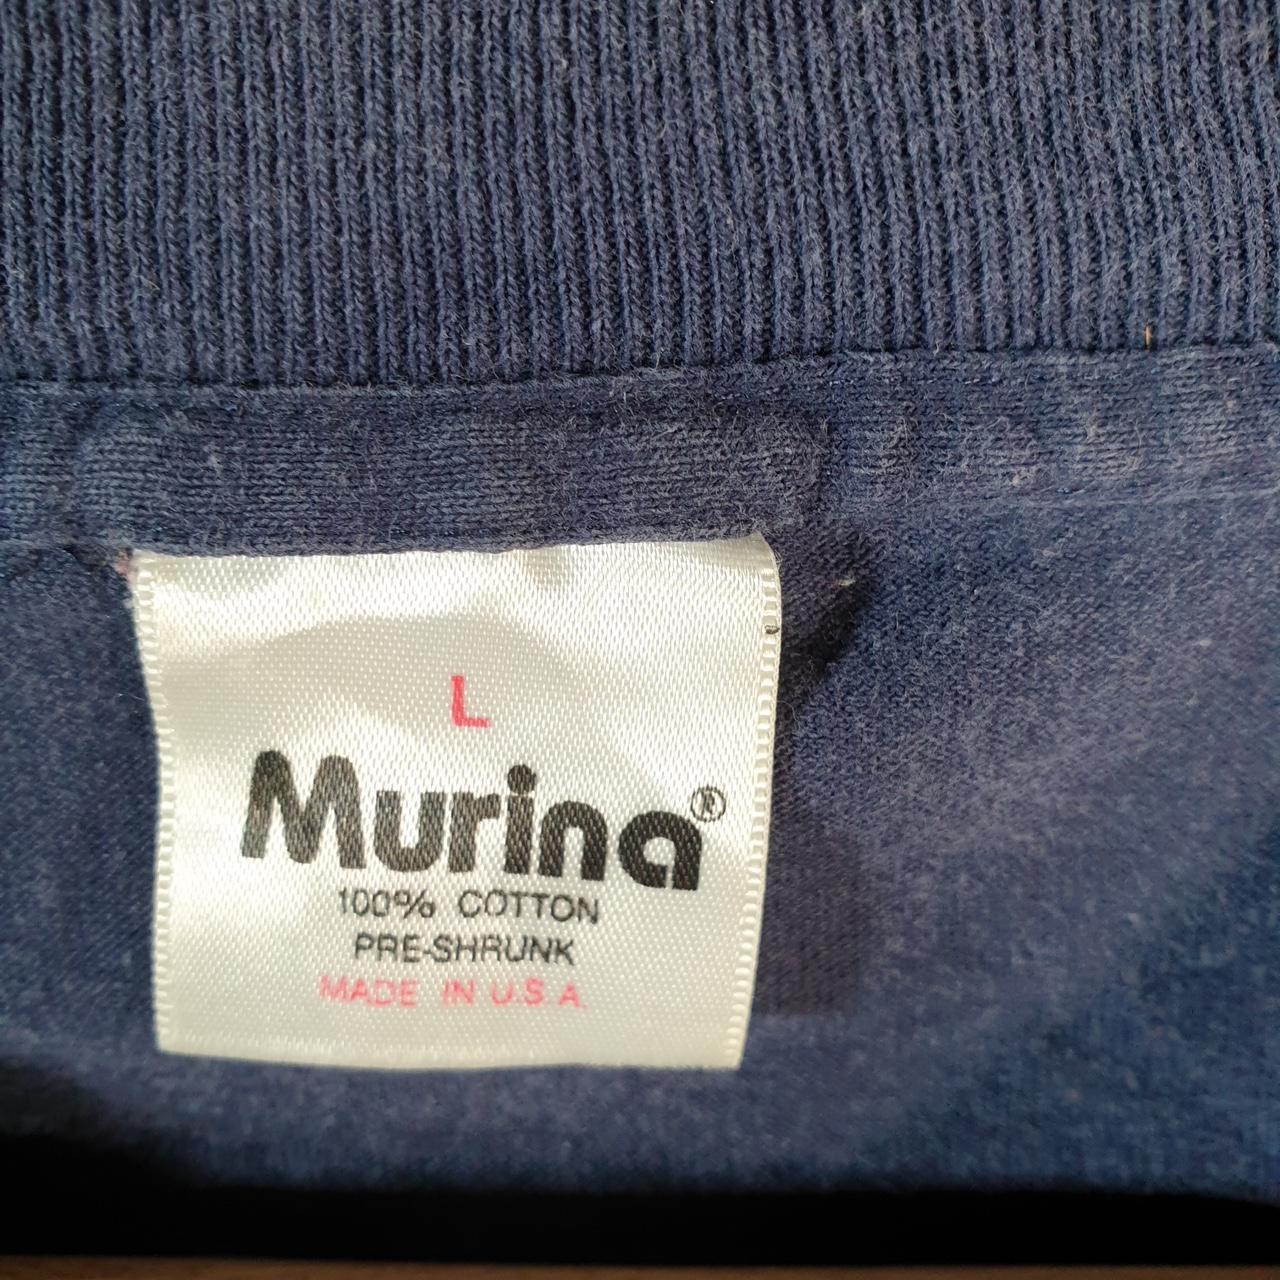 L
Murina®
100% COTTON
PRE-SHRUNK
MADE IN U.S.A.